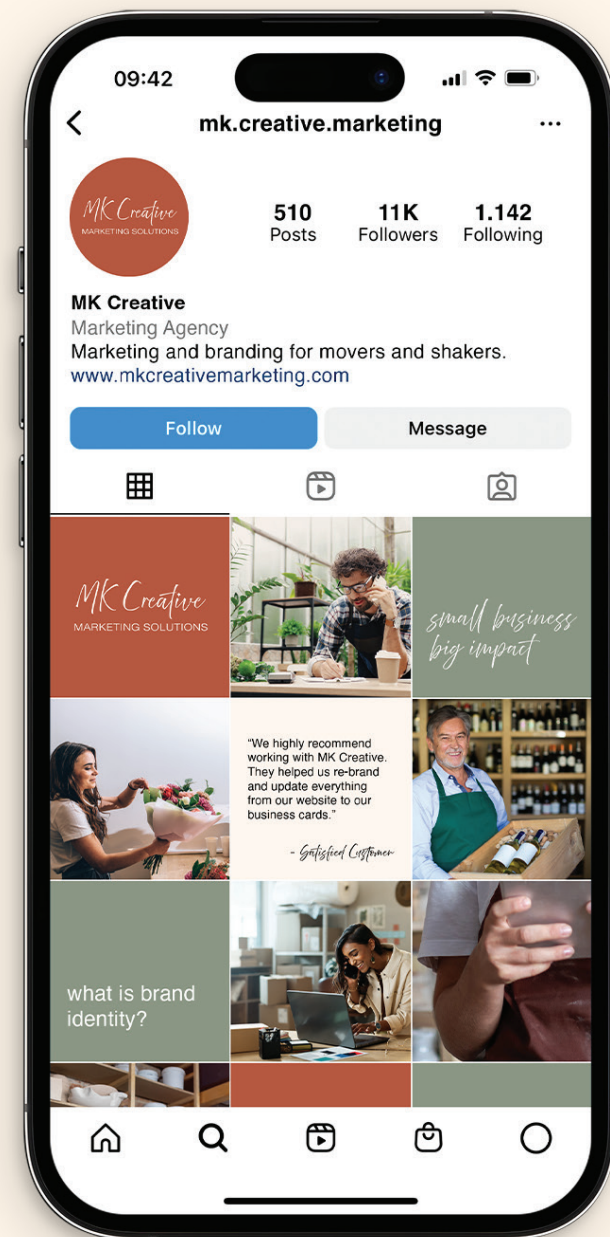 09:42
mk.creative.marketing
MK Creative
MARKETING SOLUTIONS
510
Posts
11K
Followers
1.142
Following
MK Creative
Marketing Agency
Marketing and branding for movers and shakers.
www.mkcreativemarketing.com
Follow
Message
MK Creative
MARKETING SOLUTIONS
small business
big impact
“We highly recommend
working with MK Creative.
They helped us re-brand
and update everything
from our website to our
business cards.”
- Satisfied Customer
what is brand
identity?